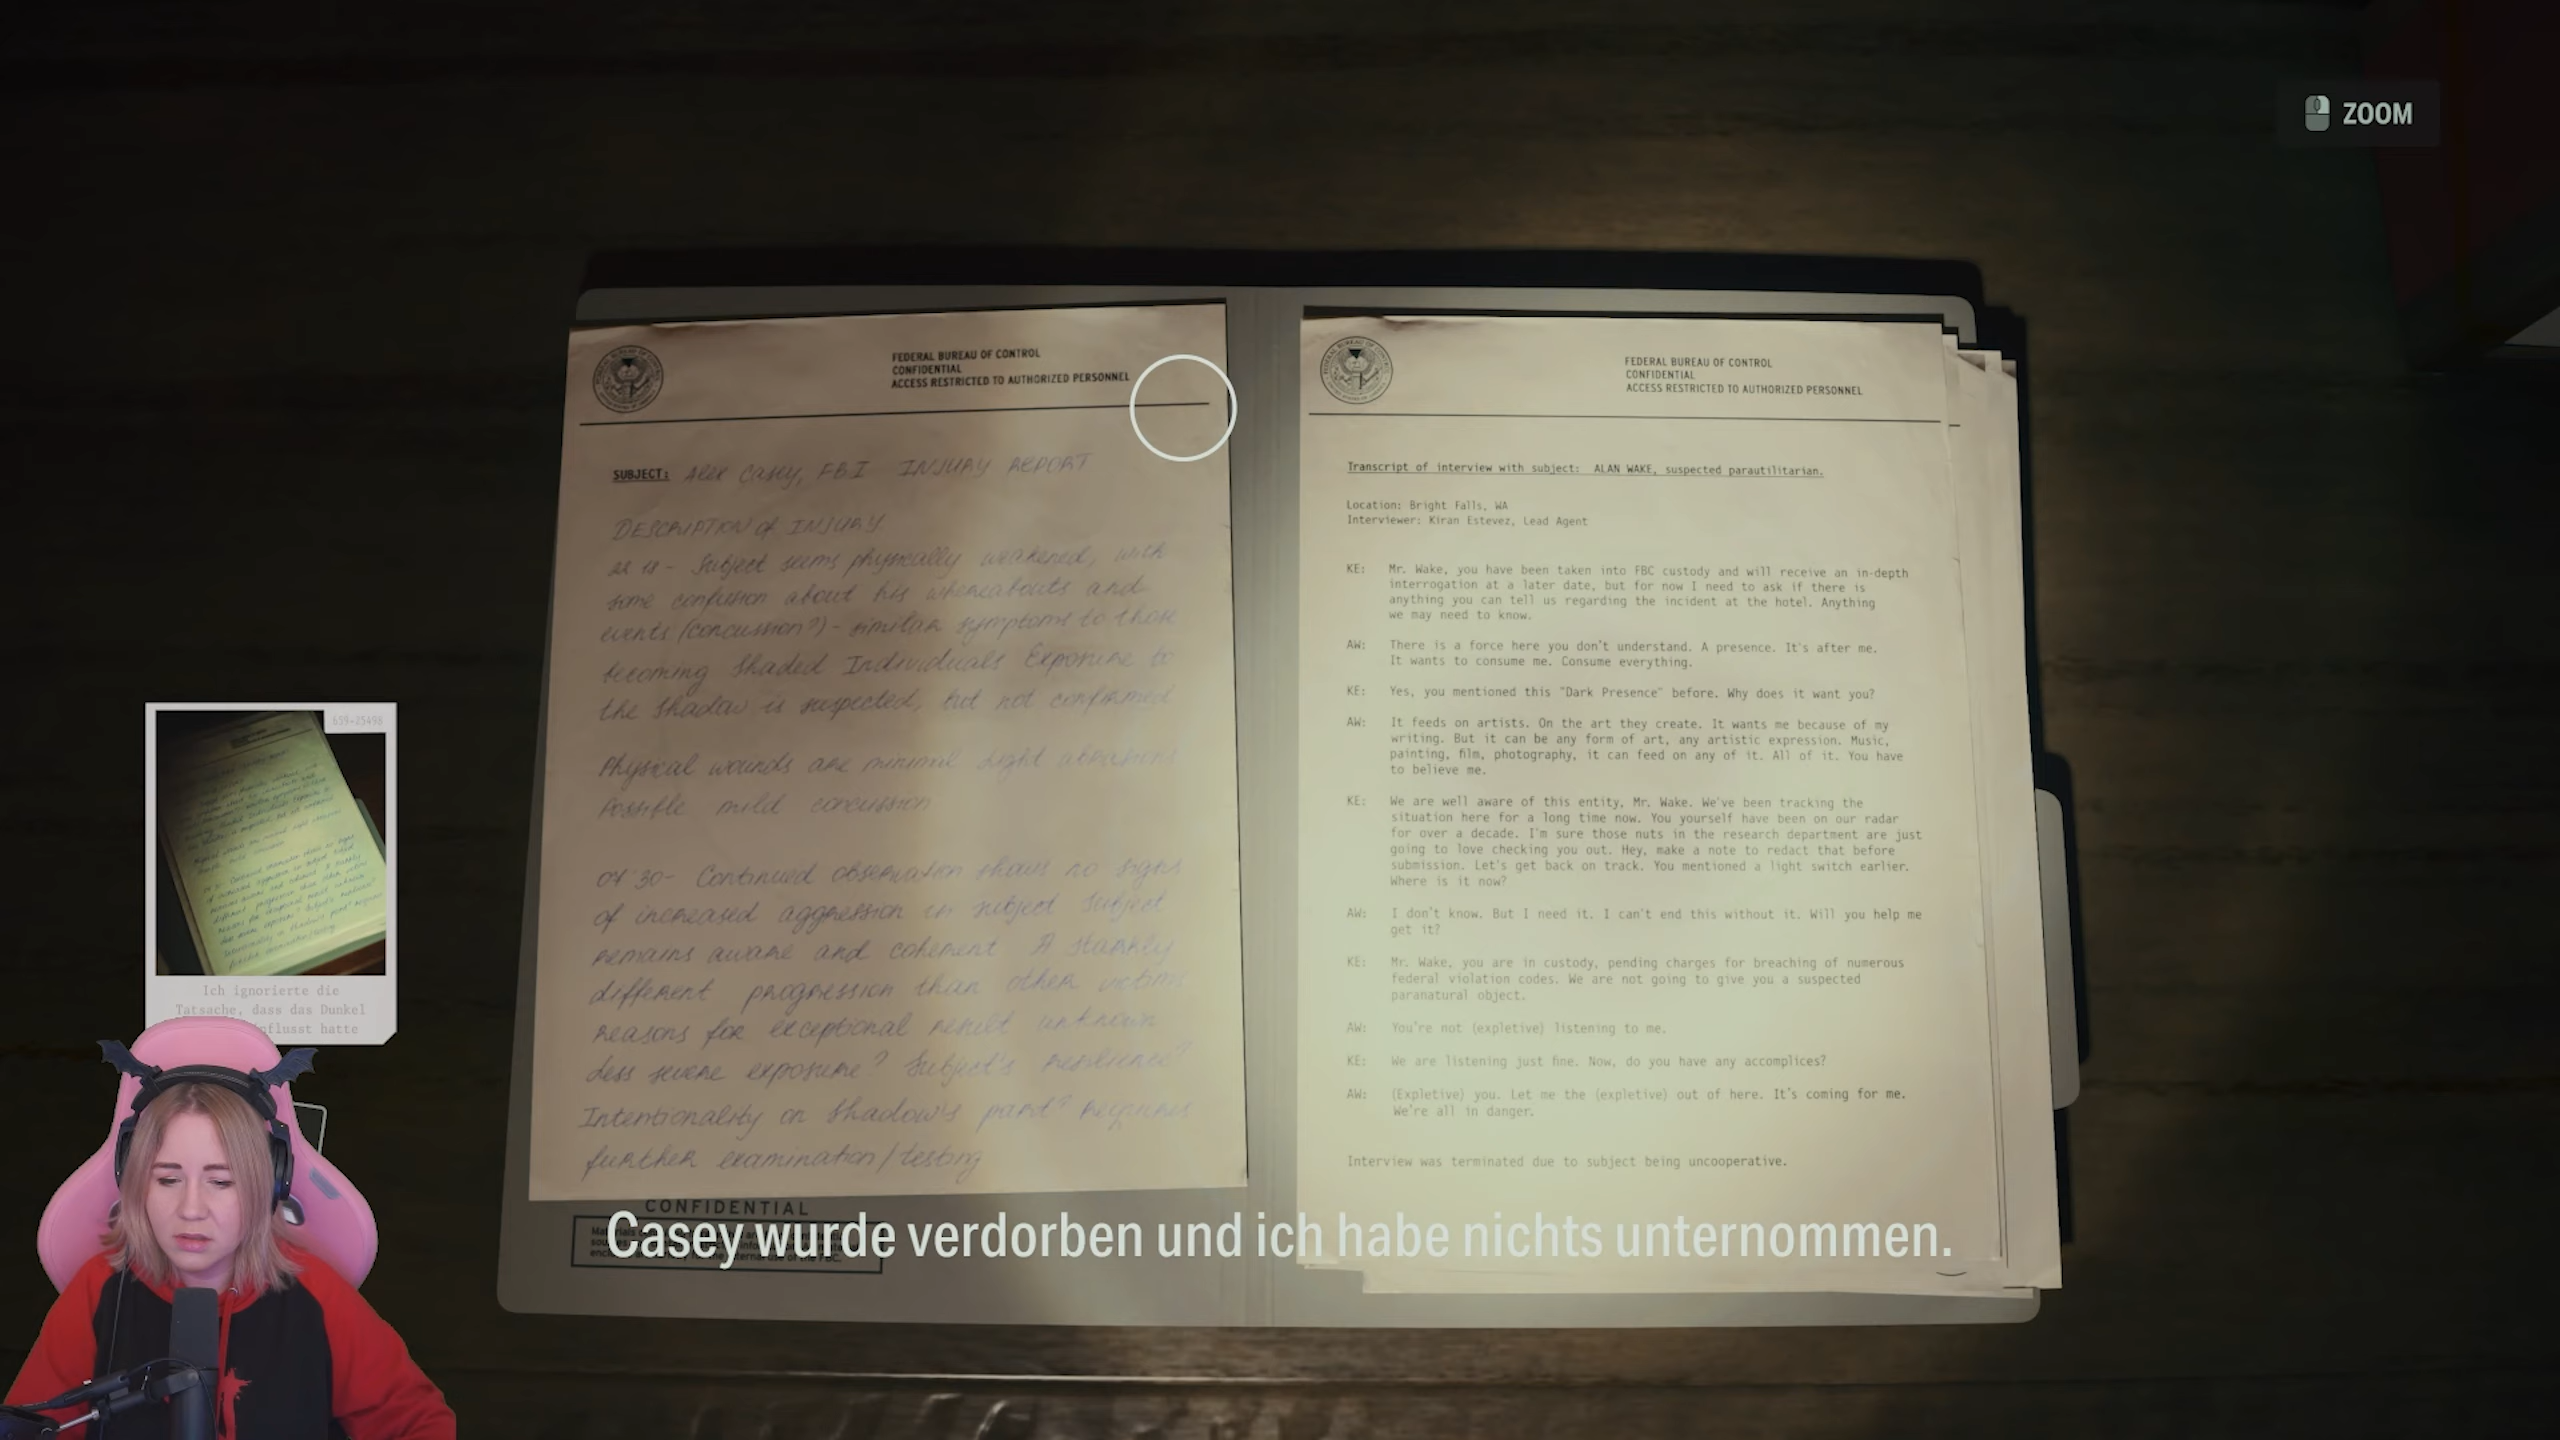 ZOOM
FEDERAL BUREAU OF CONTROL
CONFIDENTIAL
ACCESS RESTRICTED TO AUTHORIZED PERSONNEL
SUBJECT: Alex Casey, FBI INJURY REPORT
DESCRIPTION of INJURY
Subject seems physically weakened, with
some confusion about his whereabouts and
events (concussion?) - similar symptoms to those
becoming Shaded Individuals Exposure to
the shadow is suspected, but not confirmed
Physical wounds are minimal light abrasions
Possible mild concussion
07 30 - Continued observation shows no signs
of increased aggression in subject Subject
remains aware and coherent A starkly
different progression than other victims
Reasons for exceptional result unknown
Less severe exposure? Subject's resilience?
Intentionality on shadow's part? Requires
further examination/testing
CONFIDENTIAL
FEDERAL BUREAU OF CONTROL
CONFIDENTIAL
ACCESS RESTRICTED TO AUTHORIZED PERSONNEL
Transcript of interview with subject: ALAN WAKE, suspected parautilitarian.
Location: Bright Falls, WA
Interviewer: Kiran Estevez, Lead Agent
KE: Mr. Wake, you have been taken into FBC custody and will receive an in-depth
interrogation at a later date, but for now I need to ask if there is
anything you can tell us regarding the incident at the hotel. Anything
we may need to know.
AW: There is a force here you don't understand. A presence. It's after me.
It wants to consume me. Consume everything.
KE: Yes, you mentioned this "Dark Presence" before. Why does it want you?
AW: It feeds on artists. On the art they create. It wants me because of my
writing. But it can be any form of art, any artistic expression. Music,
painting, film, photography, it can feed on any of it. All of it. You have
to believe me.
KE: We are well aware of this entity, Mr. Wake. We've been tracking the
situation here for a long time now. You yourself have been on our radar
for over a decade. I'm sure those nuts in the research department are just
going to love checking you out. Hey, make a note to redact that before
submission. Let's get back on track. You mentioned a light switch earlier.
Where is it now?
AW: I don't know. But I need it. I can't end this without it. Will you help me
get it?
KE: Mr. Wake, you are in custody, pending charges for breaching of numerous
federal violation codes. We are not going to give you a suspected
paranatural object.
AW: You're not (expletive) listening to me.
KE: We are listening just fine. Now, do you have any accomplices?
AW: (Expletive) you. Let me the (expletive) out of here. It's coming for me.
We're all in danger.
Interview was terminated due to subject being uncooperative.
659-25498
Ich ignorierte die
Tatsache, dass das Dunkel
hatte
Casey wurde verdorben und ich habe nichts unternommen.